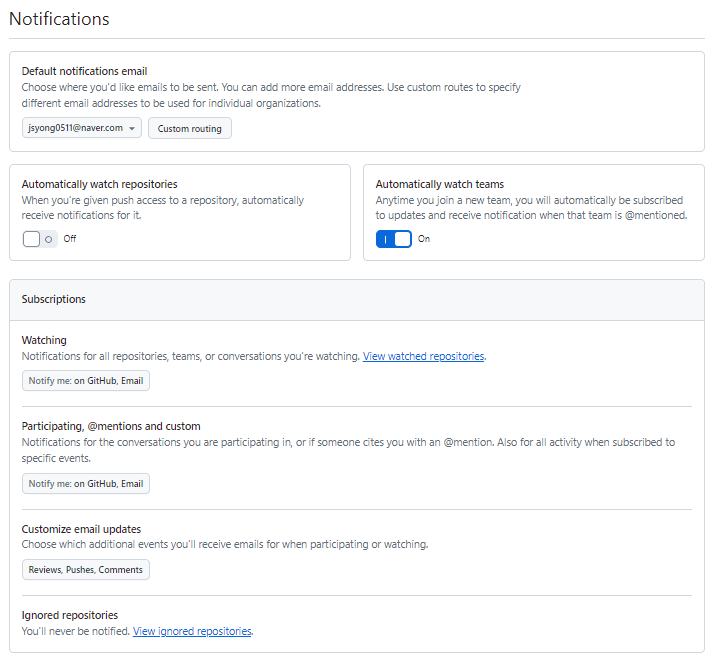 Notifications
Default notifications email
Choose where you'd like emails to be sent. You can add more email addresses. Use custom routes to specify
different email addresses to be used for individual organizations.
jsyong0511@naver.com
Custom routing
Automatically watch repositories
When you're given push access to a repository, automatically
receive notifications for it.
Off
Automatically watch teams
Anytime you join a new team, you will automatically be subscribed
to updates and receive notification when that team is @mentioned.
On
Subscriptions
Watching
Notifications for all repositories, teams, or conversations you're watching. View watched repositories.
Notify me: on GitHub, Email
Participating, @mentions and custom
Notifications for the conversations you are participating in, or if someone cites you with an @mention. Also for all activity when subscribed to
specific events.
Notify me: on GitHub, Email
Customize email updates
Choose which additional events you'll receive emails for when participating or watching.
Reviews, Pushes, Comments
Ignored repositories
You'll never be notified. View ignored repositories.